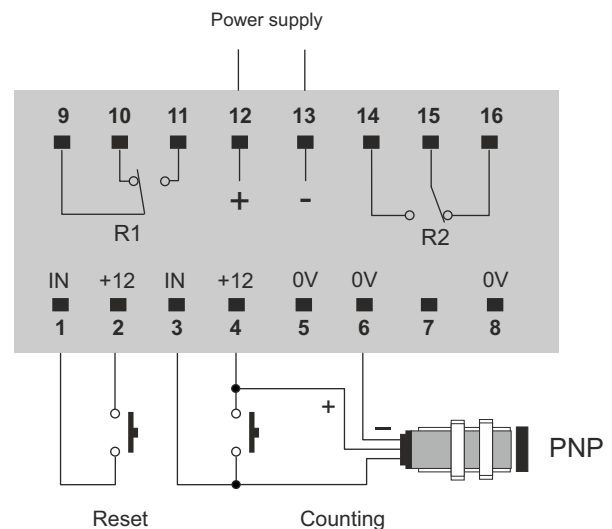 Power supply
9 10 11 12 13 14 15 16
+ -
R1 R2
IN +12 IN +12 0V 0V 0V
1 2 3 4 5 6 7 8
+ −
PNP
Reset Counting